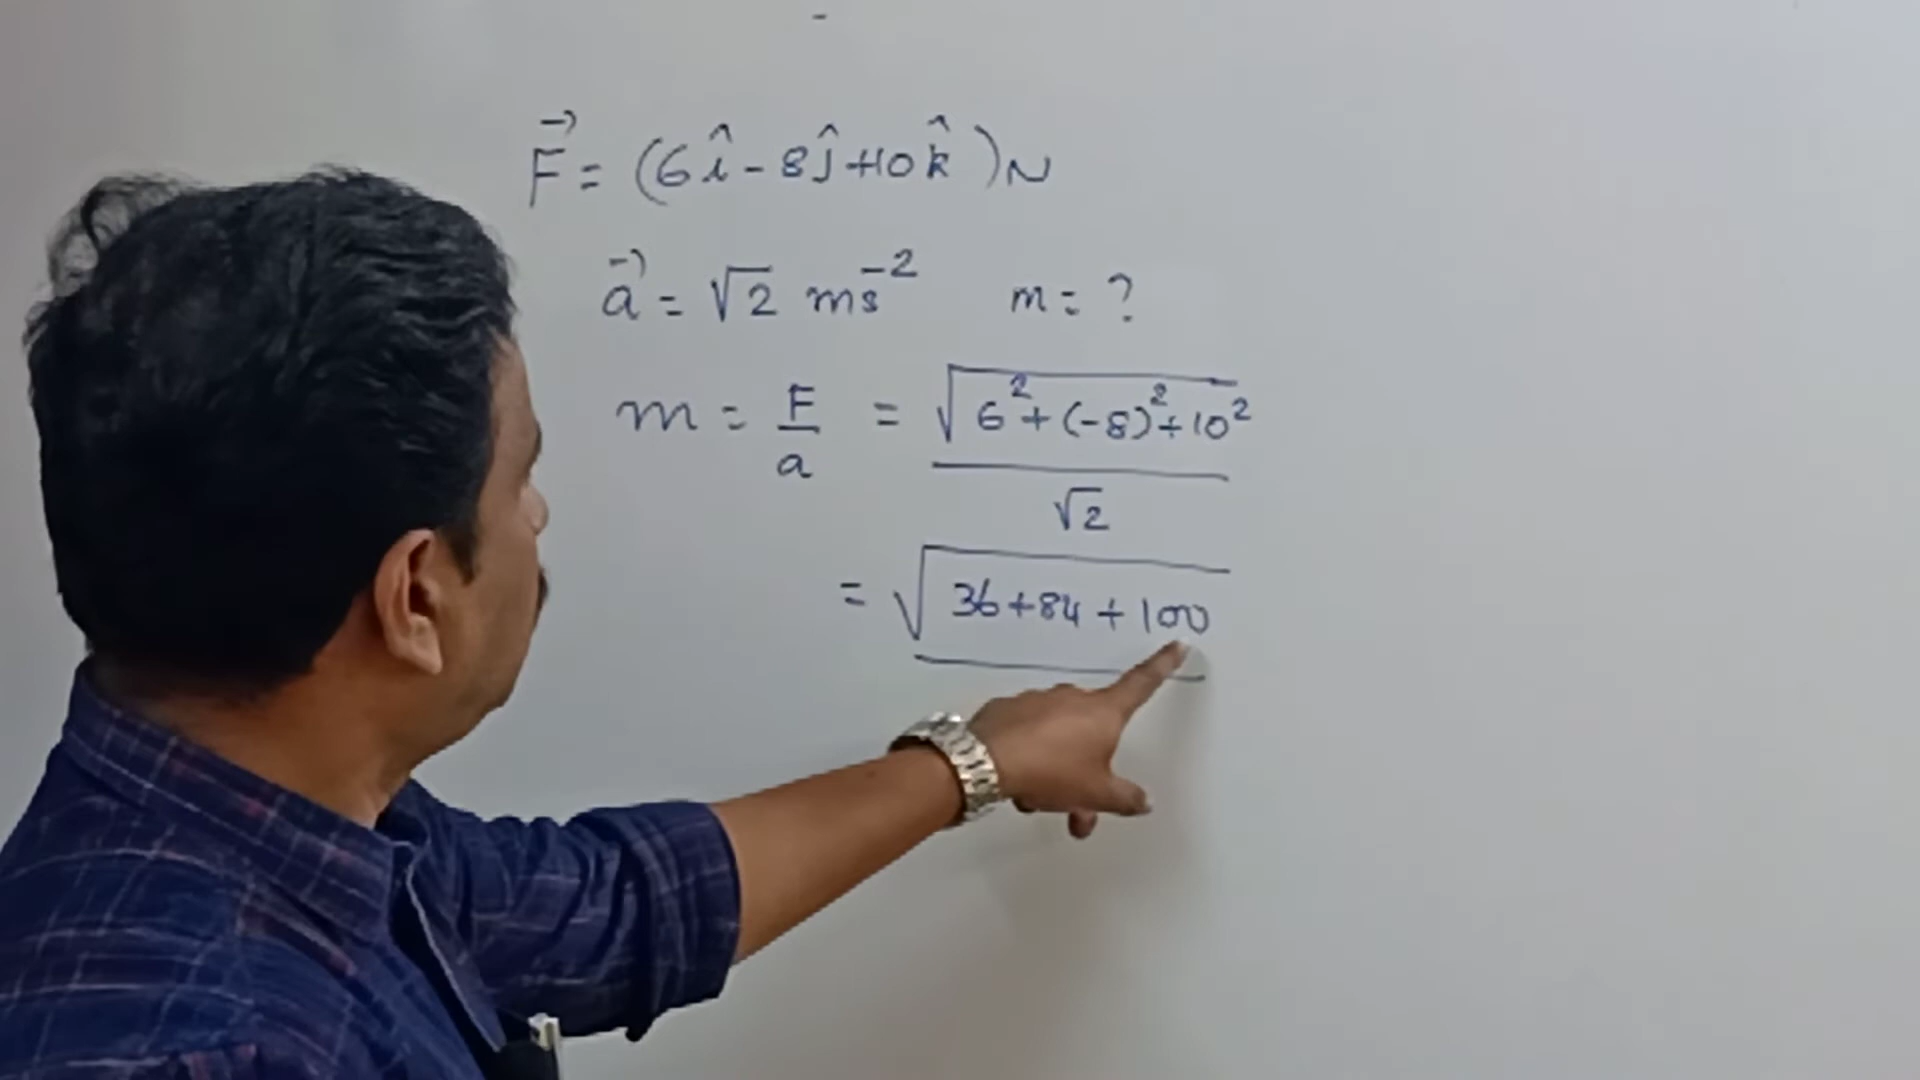 F⃗ = (6î - 8ĵ + 10k̂)N
a⃗ = √2 ms⁻² m = ?
m = F/a = √(6² + (-8)² + 10²)/√2
= √(36 + 84 + 100)